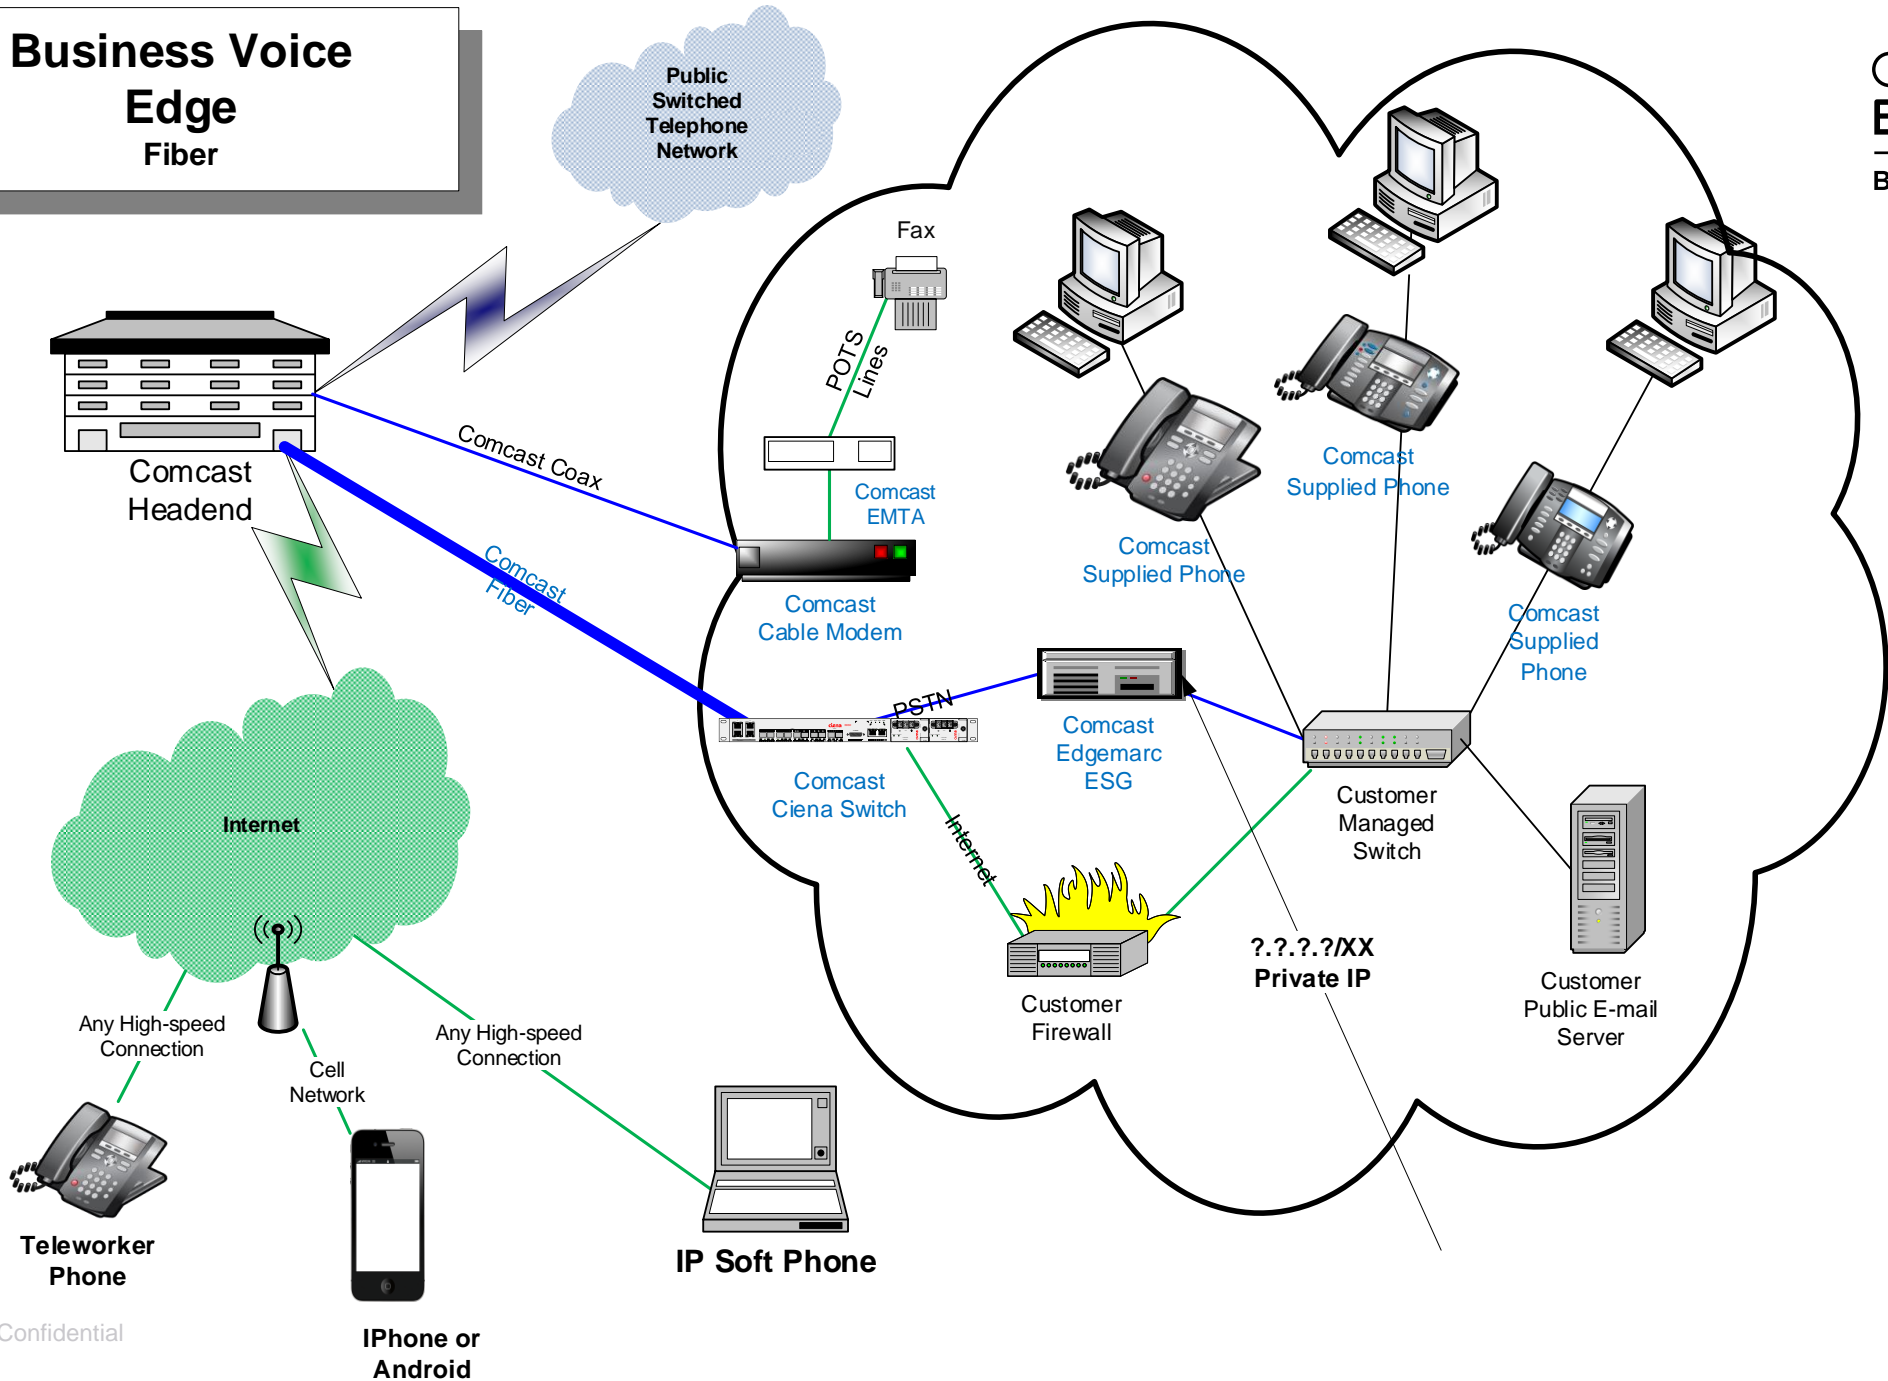 Business Voice
Edge
Fiber
Public
Switched
Telephone
Network
B
Fax
POTS
Lines
Comcast
Headend
Comcast Coax
Comcast
EMTA
Comcast
Fiber
Comcast
Cable Modem
Comcast
Supplied Phone
Comcast
Supplied Phone
Comcast
Supplied
Phone
PSTN
ciena
Comcast
Ciena Switch
Comcast
Edgemarc
ESG
Customer
Managed
Switch
Internet
Internet
?.?.?.?/XX
Private IP
Customer
Firewall
Customer
Public E-mail
Server
Any High-speed
Connection
Cell
Network
Any High-speed
Connection
Teleworker
Phone
IP Soft Phone
IPhone or
Android
Confidential